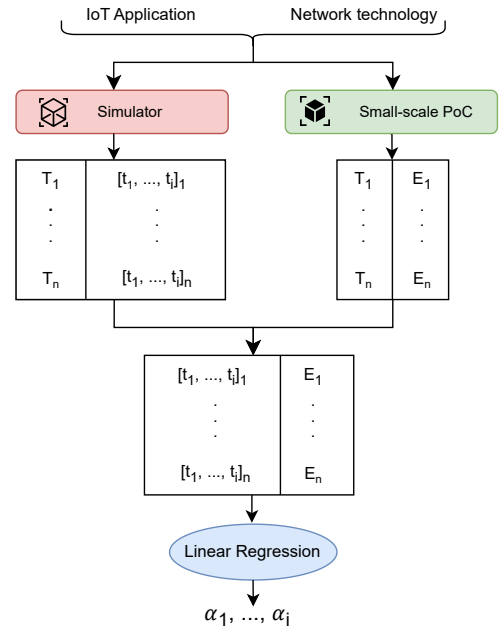 IoT Application Network technology
Simulator Small-scale PoC
T₁ [t₁, ..., tᵢ]₁ T₁ E₁
. . . .
. . . .
. . . .
Tₙ [t₁, ..., tᵢ]ₙ Tₙ Eₙ
[t₁, ..., tᵢ]₁ E₁
. .
. .
. .
[t₁, ..., tᵢ]ₙ Eₙ
Linear Regression
α₁, ..., αᵢ